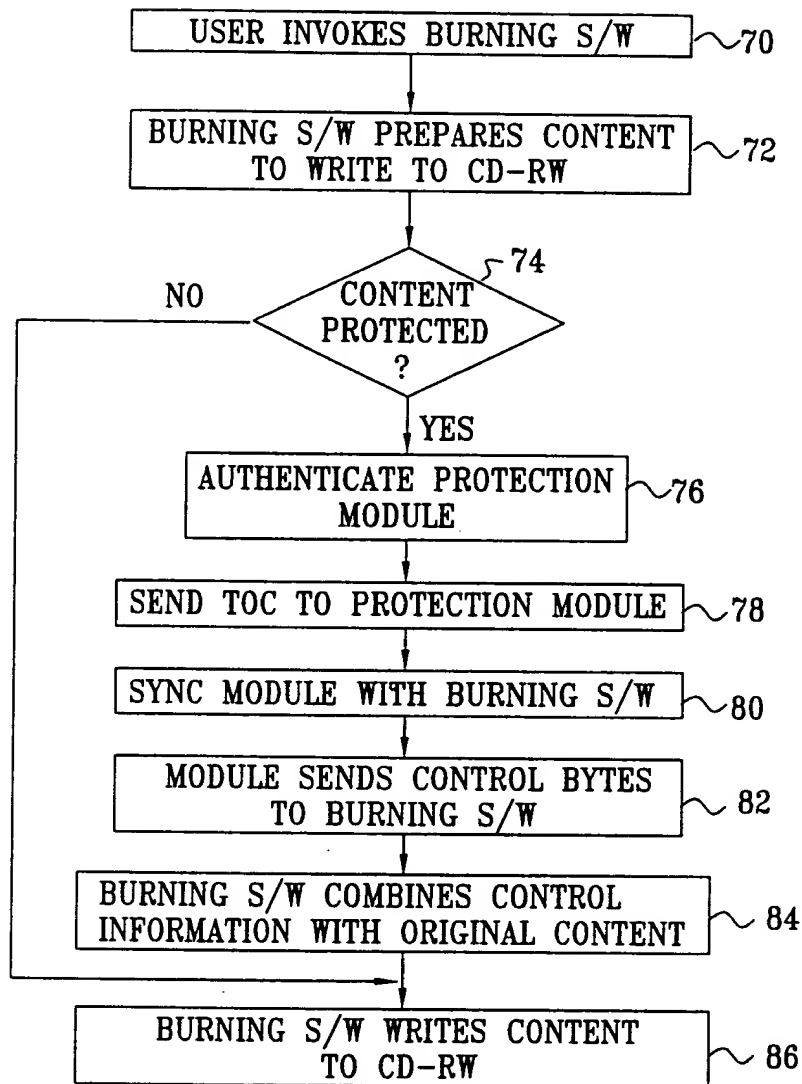 USER INVOKES BURNING S/W
70
BURNING S/W PREPARES CONTENT
TO WRITE TO CD-RW
72
74
NO
CONTENT
PROTECTED
?
YES
AUTHENTICATE PROTECTION
MODULE
76
SEND TOC TO PROTECTION MODULE
78
SYNC MODULE WITH BURNING S/W
80
MODULE SENDS CONTROL BYTES
TO BURNING S/W
82
BURNING S/W COMBINES CONTROL
INFORMATION WITH ORIGINAL CONTENT
84
BURNING S/W WRITES CONTENT
TO CD-RW
86